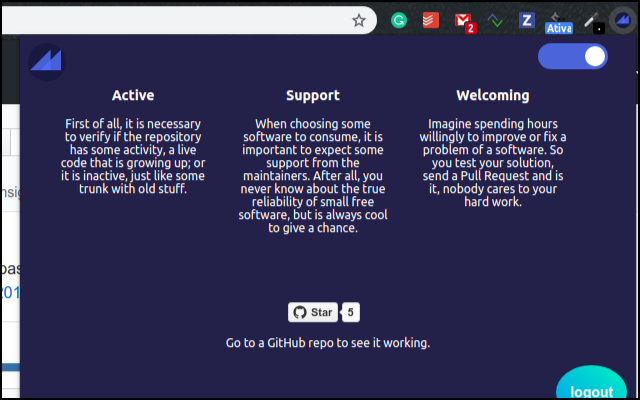 2
Z
Ativa
Active
Support
Welcoming
First of all, it is necessary
to verify if the repository
has some activity, a live
code that is growing up; or
it is inactive, just like some
trunk with old stuff.
When choosing some
software to consume, it is
important to expect some
support from the
maintainers. After all, you
never know about the true
reliability of small free
software, but is always cool
to give a chance.
Imagine spending hours
willingly to improve or fix a
problem of a software. So
you test your solution,
send a Pull Request and is
it, nobody cares to your
hard work.
nsig
pas
201
Star 5
Go to a GitHub repo to see it working.
logout